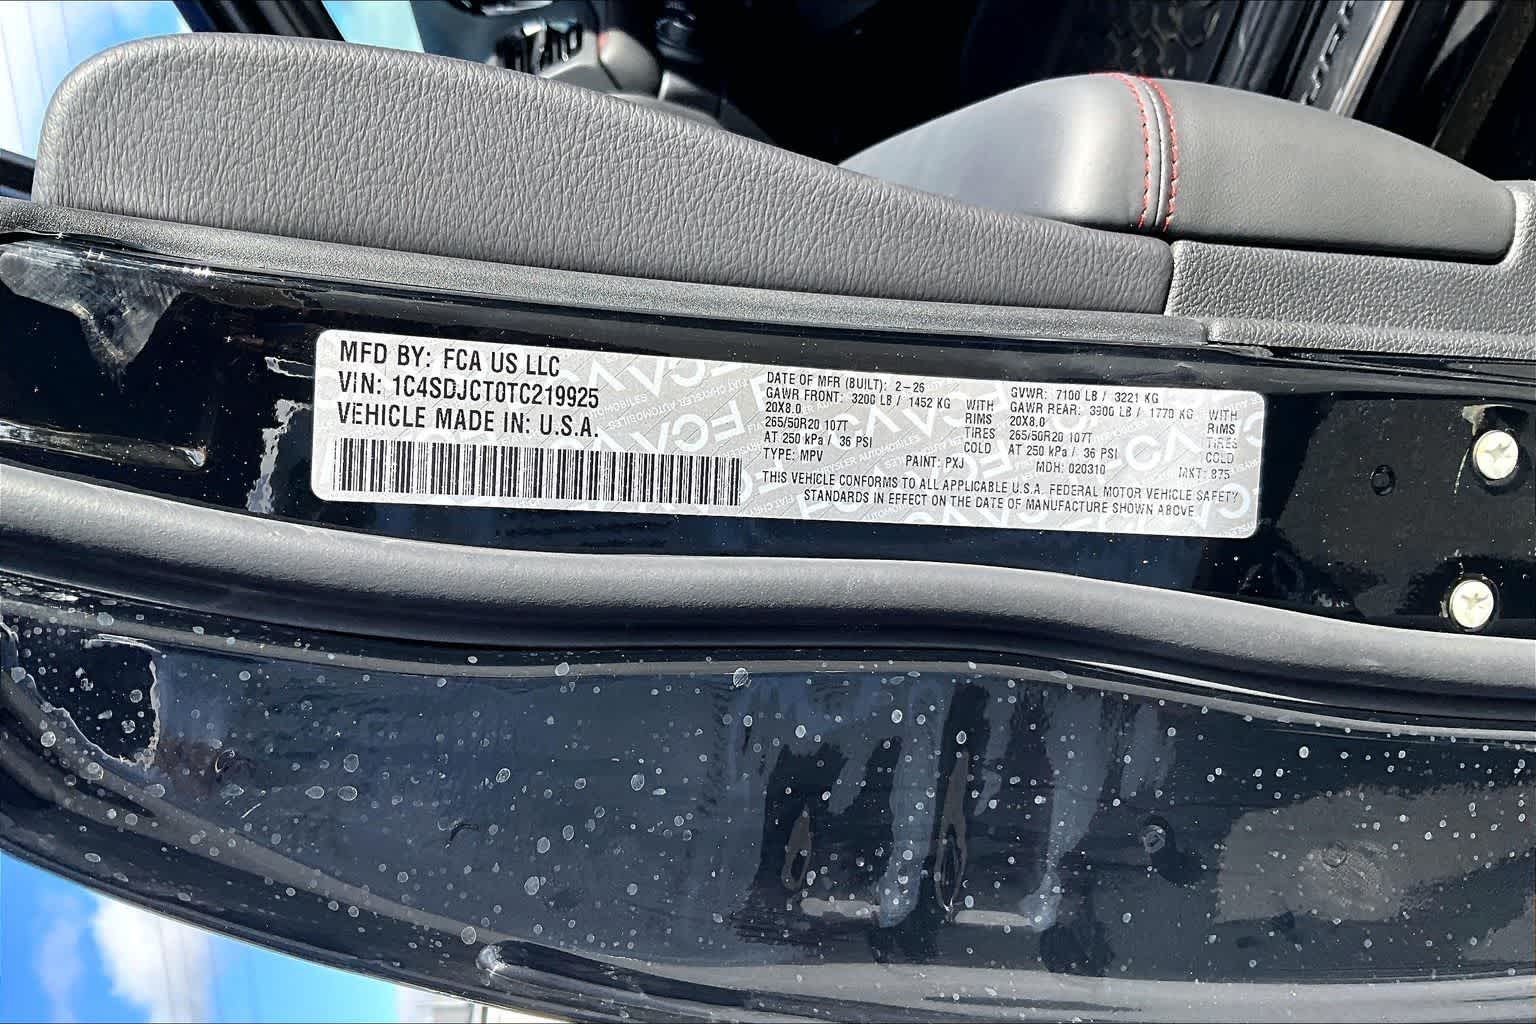 MFD BY: FCA US LLC
VIN: 1C4SDJCT0TC219925
VEHICLE MADE IN: U.S.A.
DATE OF MFR (BUILT): 2-26
GAWR FRONT: 3200 LB / 1452 KG WITH
20X8.0 RIMS
265/50R20 107T TIRES
AT 250 kPa / 36 PSI COLD
TYPE: MPV PAINT: PXJ
GVWR: 7100 LB / 3221 KG
GAWR REAR: 3900 LB / 1770 KG WITH
20X8.0 RIMS
265/50R20 107T TIRES
AT 250 kPa / 36 PSI COLD
MDH: 020310 MKT: 875
THIS VEHICLE CONFORMS TO ALL APPLICABLE U.S.A. FEDERAL MOTOR VEHICLE SAFETY
STANDARDS IN EFFECT ON THE DATE OF MANUFACTURE SHOWN ABOVE